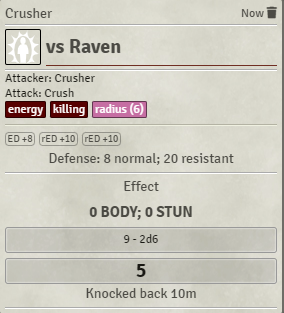 Crusher Now
vs Raven
Attacker: Crusher
Attack: Crush
energy killing radius (6)
ED +8 rED +10 rED +10
Defense: 8 normal; 20 resistant
Effect
0 BODY; 0 STUN
9 - 2d6
5
Knocked back 10m